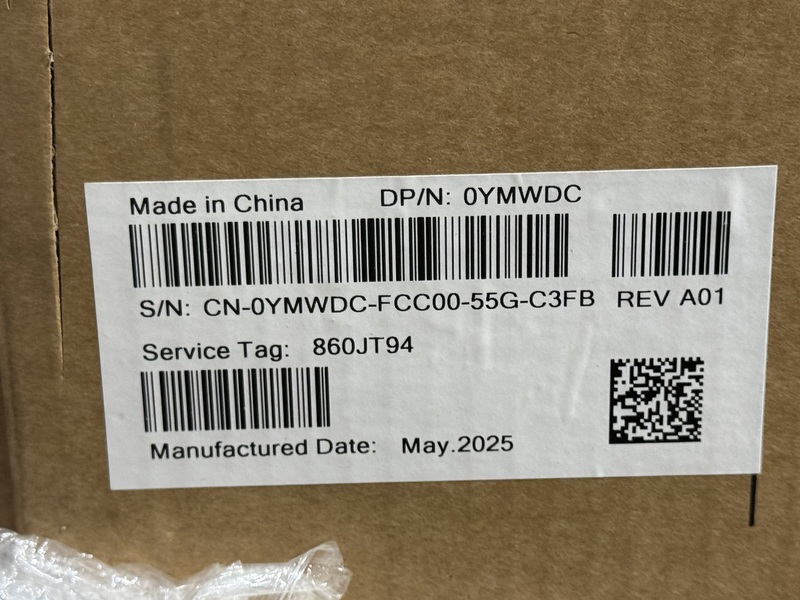 Made in China DP/N: 0YMWDC
S/N: CN-0YMWDC-FCC00-55G-C3FB REV A01
Service Tag: 860JT94
Manufactured Date: May.2025